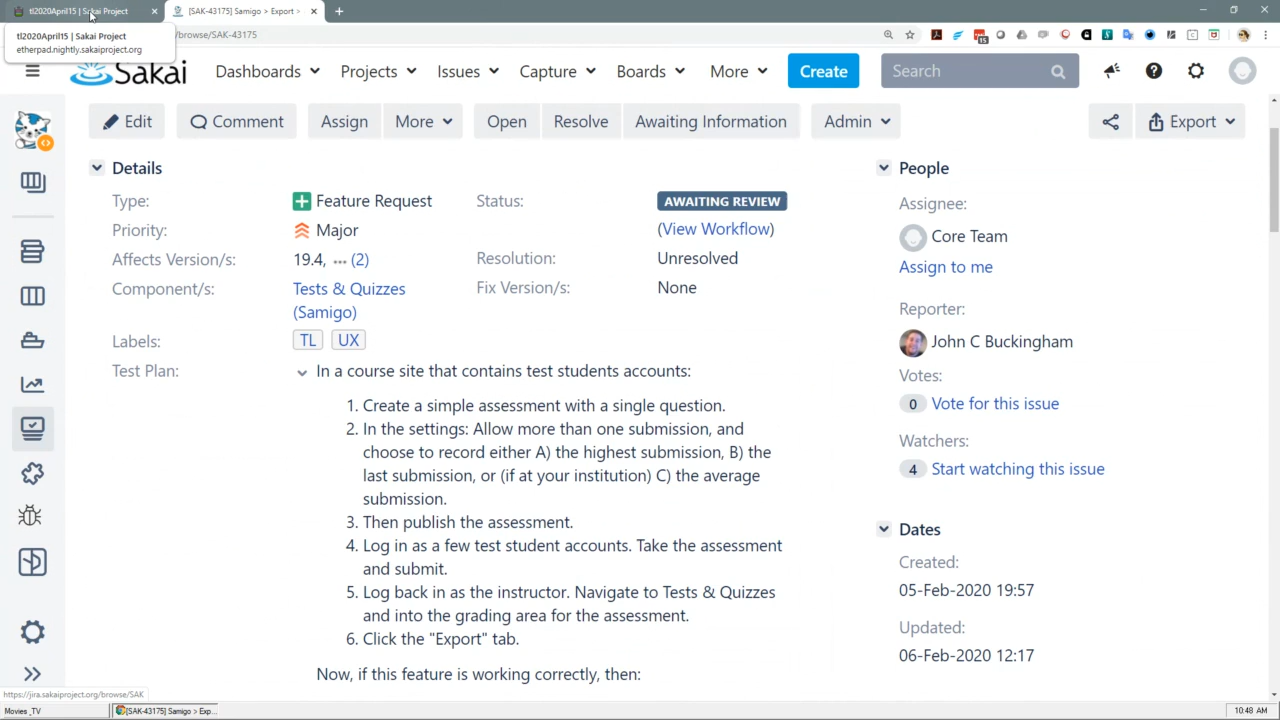 tl2020April15 | Sakai Project
[SAK-43175] Samigo > Export >
tl2020April15 | Sakai Project
etherpad.nightly.sakaiproject.org
/browse/SAK-43175
15
Sakai
Dashboards
Projects
Issues
Capture
Boards
More
Create
Search
Edit
Comment
Assign
More
Open
Resolve
Awaiting Information
Admin
Export
Details
Type:
Feature Request
Status:
AWAITING REVIEW
(View Workflow)
Priority:
Major
Affects Version/s:
19.4, ••• (2)
Resolution:
Unresolved
Component/s:
Tests & Quizzes
(Samigo)
Fix Version/s:
None
Labels:
TL UX
Test Plan:
In a course site that contains test students accounts:
1. Create a simple assessment with a single question.
2. In the settings: Allow more than one submission, and
choose to record either A) the highest submission, B) the
last submission, or (if at your institution) C) the average
submission.
3. Then publish the assessment.
4. Log in as a few test student accounts. Take the assessment
and submit.
5. Log back in as the instructor. Navigate to Tests & Quizzes
and into the grading area for the assessment.
6. Click the "Export" tab.
Now, if this feature is working correctly, then:
People
Assignee:
Core Team
Assign to me
Reporter:
John C Buckingham
Votes:
0 Vote for this issue
Watchers:
4 Start watching this issue
Dates
Created:
05-Feb-2020 19:57
Updated:
06-Feb-2020 12:17
https://jira.sakaiproject.org/browse/SAK
Movies _TV
[SAK-43175] Samigo > Exp...
10:48 AM